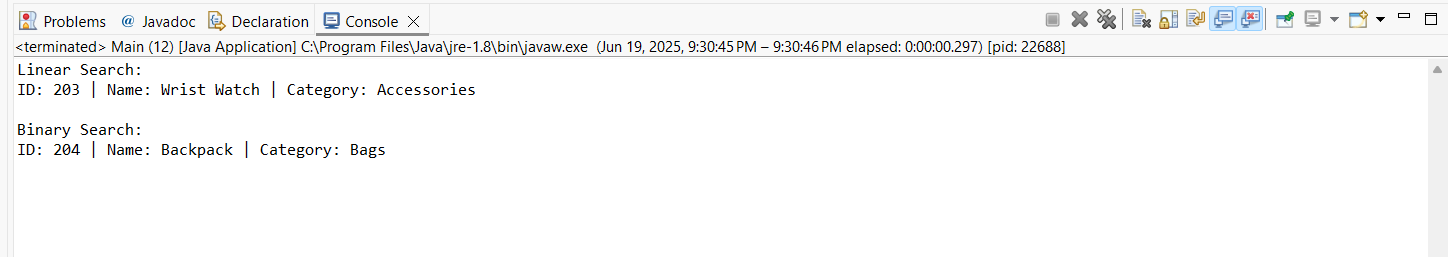 Problems @ Javadoc Declaration Console
<terminated> Main (12) [Java Application] C:\Program Files\Java\jre-1.8\bin\javaw.exe (Jun 19, 2025, 9:30:45 PM – 9:30:46 PM elapsed: 0:00:00.297) [pid: 22688]
Linear Search:
ID: 203 | Name: Wrist Watch | Category: Accessories
Binary Search:
ID: 204 | Name: Backpack | Category: Bags